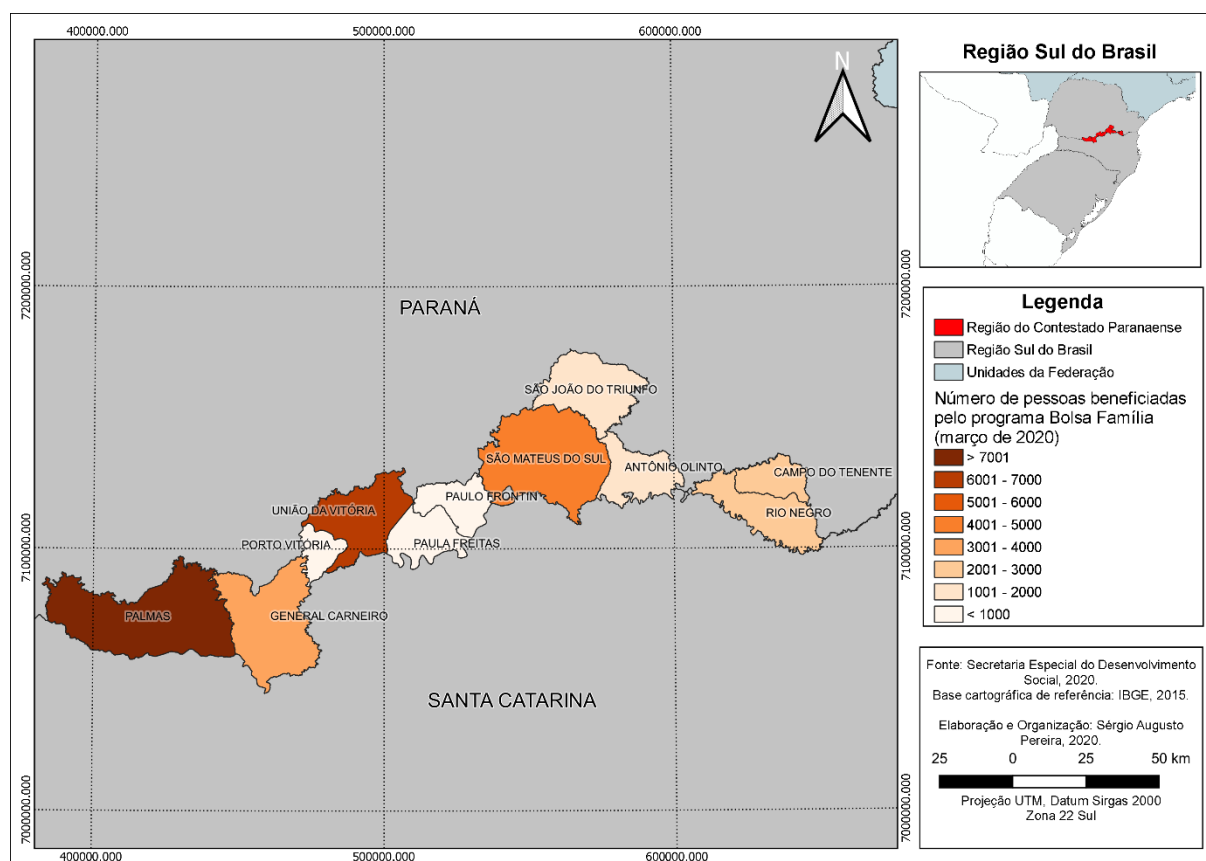 400000.000
500000.000
600000.000
7200000.000
7100000.000
7000000.000
7200000.000
7100000.000
7000000.000
400000.000
500000.000
600000.000
N
PARANÁ
SÃO JOÃO DO TRIUNFO
SÃO MATEUS DO SUL
ANTÔNIO OLINTO
CAMPO DO TENENTE
PAULO FRONTIN
UNIÃO DA VITÓRIA
RIO NEGRO
PORTO VITÓRIA
PAULA FREITAS
PALMAS
GENERAL CARNEIRO
SANTA CATARINA
Região Sul do Brasil
Legenda
Região do Contestado Paranaense
Região Sul do Brasil
Unidades da Federação
Número de pessoas beneficiadas
pelo programa Bolsa Família
(março de 2020)
> 7001
6001 - 7000
5001 - 6000
4001 - 5000
3001 - 4000
2001 - 3000
1001 - 2000
< 1000
Fonte: Secretaria Especial do Desenvolvimento
Social, 2020.
Base cartográfica de referência: IBGE, 2015.
Elaboração e Organização: Sérgio Augusto
Pereira, 2020.
25 0 25 50 km
Projeção UTM, Datum Sirgas 2000
Zona 22 Sul